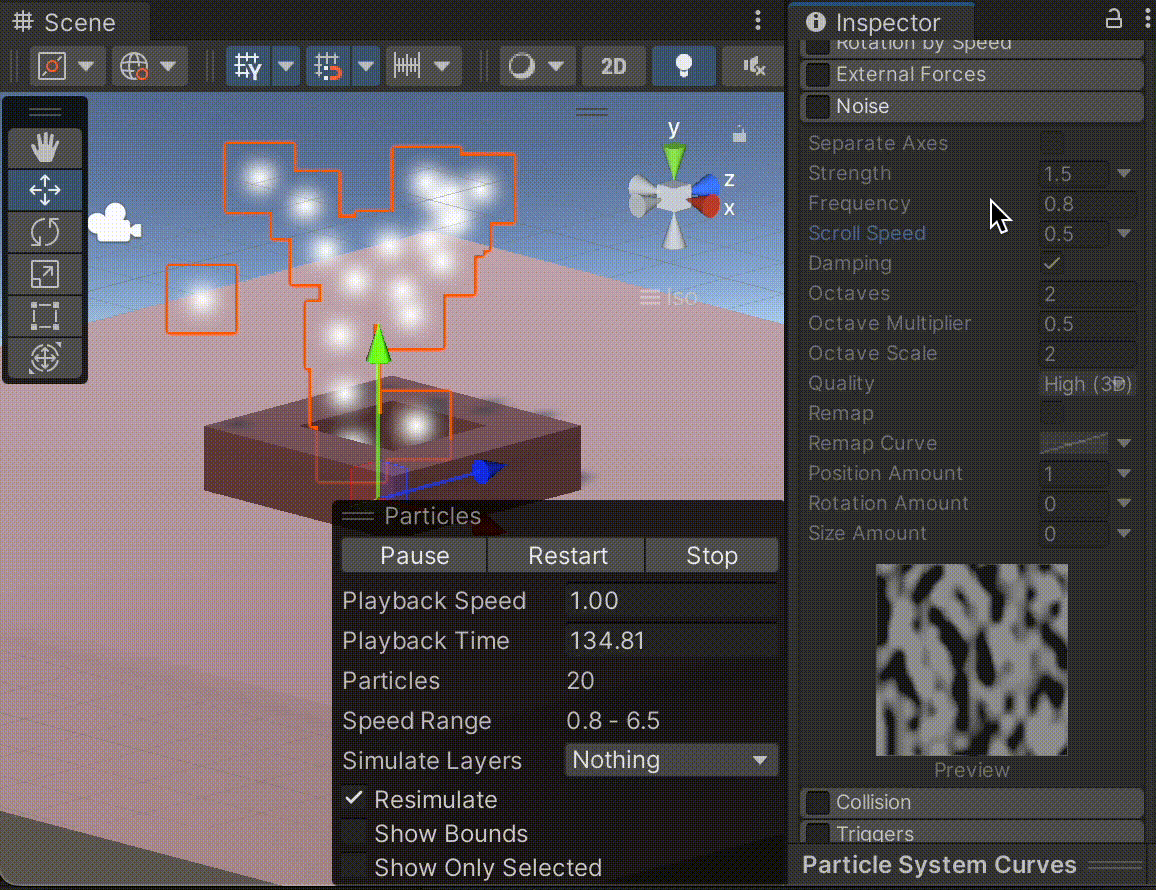 Scene
2D
y
z
x
Iso
Particles
Pause Restart Stop
Playback Speed 1.00
Playback Time 134.81
Particles 20
Speed Range 0.8 - 6.5
Simulate Layers Nothing
Resimulate
Show Bounds
Show Only Selected
Inspector
Rotation by Speed
External Forces
Noise
Separate Axes
Strength 1.5
Frequency 0.8
Scroll Speed 0.5
Damping
Octaves 2
Octave Multiplier 0.5
Octave Scale 2
Quality High (3D)
Remap
Remap Curve
Position Amount 1
Rotation Amount 0
Size Amount 0
Preview
Collision
Triggers
Particle System Curves